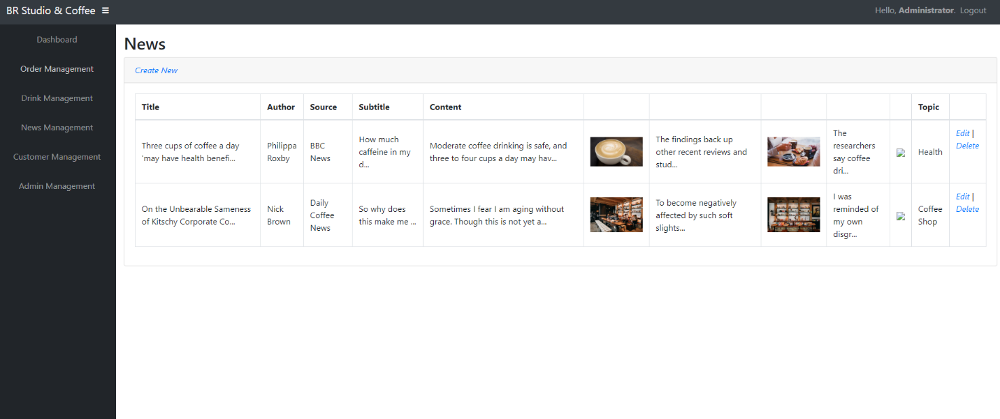 BR Studio & Coffee
Hello, Administrator. Logout
Dashboard
Order Management
Drink Management
News Management
Customer Management
Admin Management
News
Create New
Title Author Source Subtitle Content Topic
Three cups of coffee a day
'may have health benefi...
Philippa
Roxby
BBC
News
How much
caffeine in my
d...
Moderate coffee drinking is safe, and
three to four cups a day may hav...
The findings back up
other recent reviews and
stud...
The
researchers
say coffee
dri...
Health
Edit |
Delete
On the Unbearable Sameness
of Kitschy Corporate Co...
Nick
Brown
Daily
Coffee
News
So why does
this make me ...
Sometimes I fear I am aging without
grace. Though this is not yet a...
To become negatively
affected by such soft
slights...
I was
reminded of
my own
disgr...
Coffee
Shop
Edit |
Delete